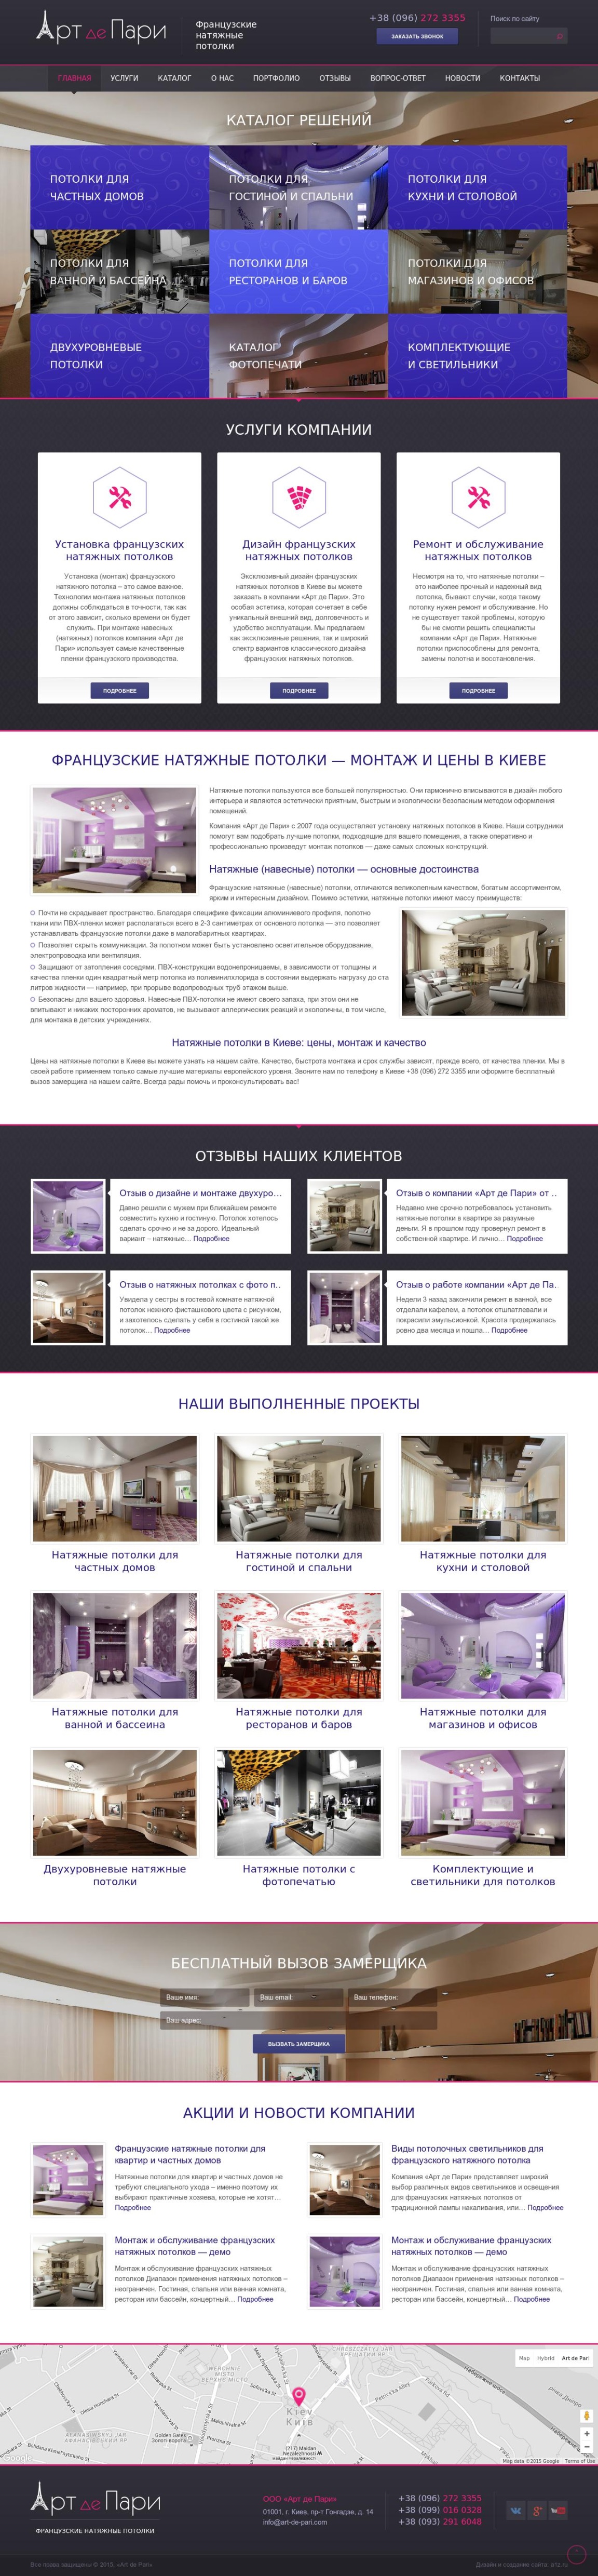 Арт де Пари
Французские
натяжные
потолки
+38 (096) 272 3355
ЗАКАЗАТЬ ЗВОНОК
Поиск по сайту
ГЛАВНАЯ УСЛУГИ КАТАЛОГ О НАС ПОРТФОЛИО ОТЗЫВЫ ВОПРОС-ОТВЕТ НОВОСТИ КОНТАКТЫ
КАТАЛОГ РЕШЕНИЙ
ПОТОЛКИ ДЛЯ
ЧАСТНЫХ ДОМОВ
ПОТОЛКИ ДЛЯ
ГОСТИНОЙ И СПАЛЬНИ
ПОТОЛКИ ДЛЯ
КУХНИ И СТОЛОВОЙ
ПОТОЛКИ ДЛЯ
ВАННОЙ И БАССЕЙНА
ПОТОЛКИ ДЛЯ
РЕСТОРАНОВ И БАРОВ
ПОТОЛКИ ДЛЯ
МАГАЗИНОВ И ОФИСОВ
ДВУХУРОВНЕВЫЕ
ПОТОЛКИ
КАТАЛОГ
ФОТОПЕЧАТИ
КОМПЛЕКТУЮЩИЕ
И СВЕТИЛЬНИКИ
УСЛУГИ КОМПАНИИ
Установка французских
натяжных потолков
Установка (монтаж) французского
натяжного потолка – это самое важное.
Технологии монтажа натяжных потолков
должны соблюдаться в точности, так как
от этого зависит, сколько времени он будет
служить. При монтаже навесных
(натяжных) потолков компания «Арт де
Пари» использует самые качественные
пленки французского производства.
ПОДРОБНЕЕ
Дизайн французских
натяжных потолков
Эксклюзивный дизайн французских
натяжных потолков в Киеве вы можете
заказать в компании «Арт де Пари». Это
особая эстетика, которая сочетает в себе
уникальный внешний вид, долговечность и
удобство эксплуатации. Мы предлагаем
как эксклюзивные решения, так и широкий
спектр вариантов классического дизайна
французских натяжных потолков.
ПОДРОБНЕЕ
Ремонт и обслуживание
натяжных потолков
Несмотря на то, что натяжные потолки –
это наиболее прочный и надежный вид
потолка, бывают случаи, когда такому
потолку нужен ремонт и обслуживание. Но
не существует такой проблемы, которую
бы не смогли решить специалисты
компании «Арт де Пари». Натяжные
потолки приспособлены для ремонта,
замены полотна и восстановления.
ПОДРОБНЕЕ
ФРАНЦУЗСКИЕ НАТЯЖНЫЕ ПОТОЛКИ — МОНТАЖ И ЦЕНЫ В КИЕВЕ
Натяжные потолки пользуются все большей популярностью. Они гармонично вписываются в дизайн любого
интерьера и являются эстетически приятным, быстрым и экологически безопасным методом оформления
помещений.
Компания «Арт де Пари» с 2007 года осуществляет установку натяжных потолков в Киеве. Наши сотрудники
помогут вам подобрать лучшие потолки, подходящие для вашего помещения, а также оперативно и
профессионально произведут монтаж потолков — даже самых сложных конструкций.
Натяжные (навесные) потолки — основные достоинства
Французские натяжные (навесные) потолки, отличаются великолепным качеством, богатым ассортиментом,
ярким и интересным дизайном. Помимо эстетики, натяжные потолки имеют массу преимуществ:
Почти не скрадывает пространство. Благодаря специфике фиксации алюминиевого профиля, полотно
ткани или ПВХ-пленки может располагаться всего в 2-3 сантиметрах от основного потолка — это позволяет
устанавливать французские потолки даже в малогабаритных квартирах.
Позволяет скрыть коммуникации. За полотном может быть установлено осветительное оборудование,
электропроводка или вентиляция.
Защищают от затопления соседями. ПВХ-конструкции водонепроницаемы, в зависимости от толщины и
качества пленки один квадратный метр потолка из поливинилхлорида в состоянии выдержать нагрузку до ста
литров жидкости — например, при прорыве водопроводных труб этажом выше.
Безопасны для вашего здоровья. Навесные ПВХ-потолки не имеют своего запаха, при этом они не
впитывают и никаких посторонних ароматов, не вызывают аллергических реакций и экологичны, в том числе,
для монтажа в детских учреждениях.
Натяжные потолки в Киеве: цены, монтаж и качество
Цены на натяжные потолки в Киеве вы можете узнать на нашем сайте. Качество, быстрота монтажа и срок службы зависят, прежде всего, от качества пленки. Мы в
своей работе применяем только самые лучшие материалы европейского уровня. Звоните нам по телефону в Киеве +38 (096) 272 3355 или оформите бесплатный
вызов замерщика на нашем сайте. Всегда рады помочь и проконсультировать вас!
ОТЗЫВЫ НАШИХ КЛИЕНТОВ
Отзыв о дизайне и монтаже двухуро…
Давно решили с мужем при ближайшем ремонте
совместить кухню и гостиную. Потолок хотелось
сделать срочно и не за дорого. Идеальный
вариант – натяжные… Подробнее
Отзыв о компании «Арт де Пари» от ..
Недавно мне срочно потребовалось установить
натяжные потолки в квартире за разумные
деньги. Я в прошлом году провернул ремонт в
собственной квартире. И лично… Подробнее
Отзыв о натяжных потолках с фото п..
Увидела у сестры в гостевой комнате натяжной
потолок нежного фисташкового цвета с рисунком,
и захотелось сделать у себя в гостиной такой же
потолок… Подробнее
Отзыв о работе компании «Арт де Па.
Недели 3 назад закончили ремонт в ванной, все
отделали кафелем, а потолок отшпатлевали и
покрасили эмульсионкой. Красота продержалась
ровно два месяца и пошла… Подробнее
НАШИ ВЫПОЛНЕННЫЕ ПРОЕКТЫ
Натяжные потолки для
частных домов
Натяжные потолки для
гостиной и спальни
Натяжные потолки для
кухни и столовой
Натяжные потолки для
ванной и бассеина
Натяжные потолки для
ресторанов и баров
Натяжные потолки для
магазинов и офисов
Двухуровневые натяжные
потолки
Натяжные потолки с
фотопечатью
Комплектующие и
светильники для потолков
БЕСПЛАТНЫЙ ВЫЗОВ ЗАМЕРЩИКА
Ваше имя:
Ваш email:
Ваш телефон:
Ваш адрес:
ВЫЗВАТЬ ЗАМЕРЩИКА
АКЦИИ И НОВОСТИ КОМПАНИИ
Французские натяжные потолки для
квартир и частных домов
Натяжные потолки для квартир и частных домов не
требуют специального ухода – именно поэтому их
выбирают практичные хозяева, которые не хотят…
Подробнее
Виды потолочных светильников для
французского натяжного потолка
Компания «Арт де Пари» представляет широкий
выбор различных видов светильников и освещения
для французских натяжных потолков от
традиционной лампы накаливания, или… Подробнее
Монтаж и обслуживание французских
натяжных потолков — демо
Монтаж и обслуживание французских натяжных
потолков Диапазон применения натяжных потолков –
неограничен. Гостиная, спальня или ванная комната,
ресторан или бассейн, концертный… Подробнее
Монтаж и обслуживание французских
натяжных потолков — демо
Монтаж и обслуживание французских натяжных
потолков Диапазон применения натяжных потолков –
неограничен. Гостиная, спальня или ванная комната,
ресторан или бассейн, концертный… Подробнее
Map Hybrid Art de Pari
Kiev
Київ
Golden Gate
Золоті ворота
(217) Maidan
Nezalezhnosti
Google
Map data ©2015 Google Terms of Use
Арт де Пари
ФРАНЦУЗСКИЕ НАТЯЖНЫЕ ПОТОЛКИ
ООО «Арт де Пари»
01001, г. Киев, пр-т Гонгадзе, д. 14
info@art-de-pari.com
+38 (096) 272 3355
+38 (099) 016 0328
+38 (093) 291 6048
Все права защищены © 2015, «Art de Pari»
Дизайн и создание сайта